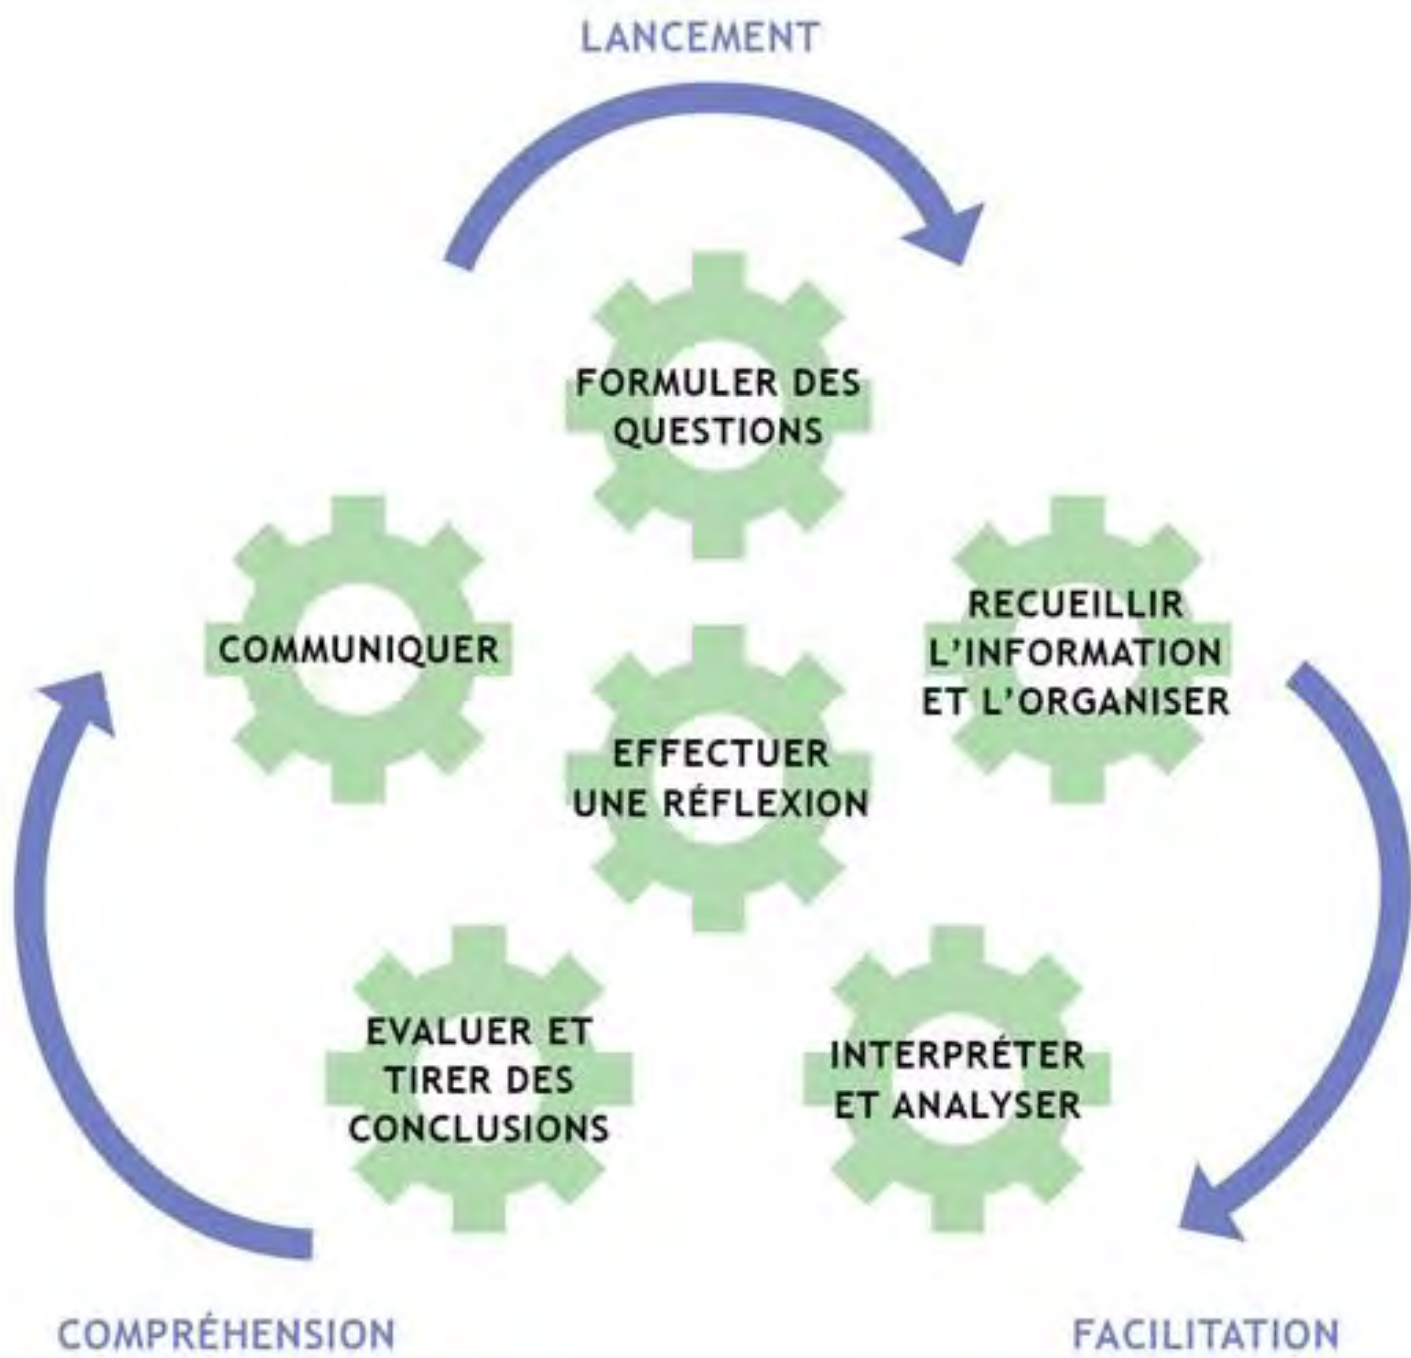 LANCEMENT
FORMULER DES
QUESTIONS
RECUEILLIR
L'INFORMATION
ET L'ORGANISER
COMMUNIQUER
EFFECTUER
UNE RÉFLEXION
EVALUER ET
TIRER DES
CONCLUSIONS
INTERPRÉTER
ET ANALYSER
COMPRÉHENSION
FACILITATION